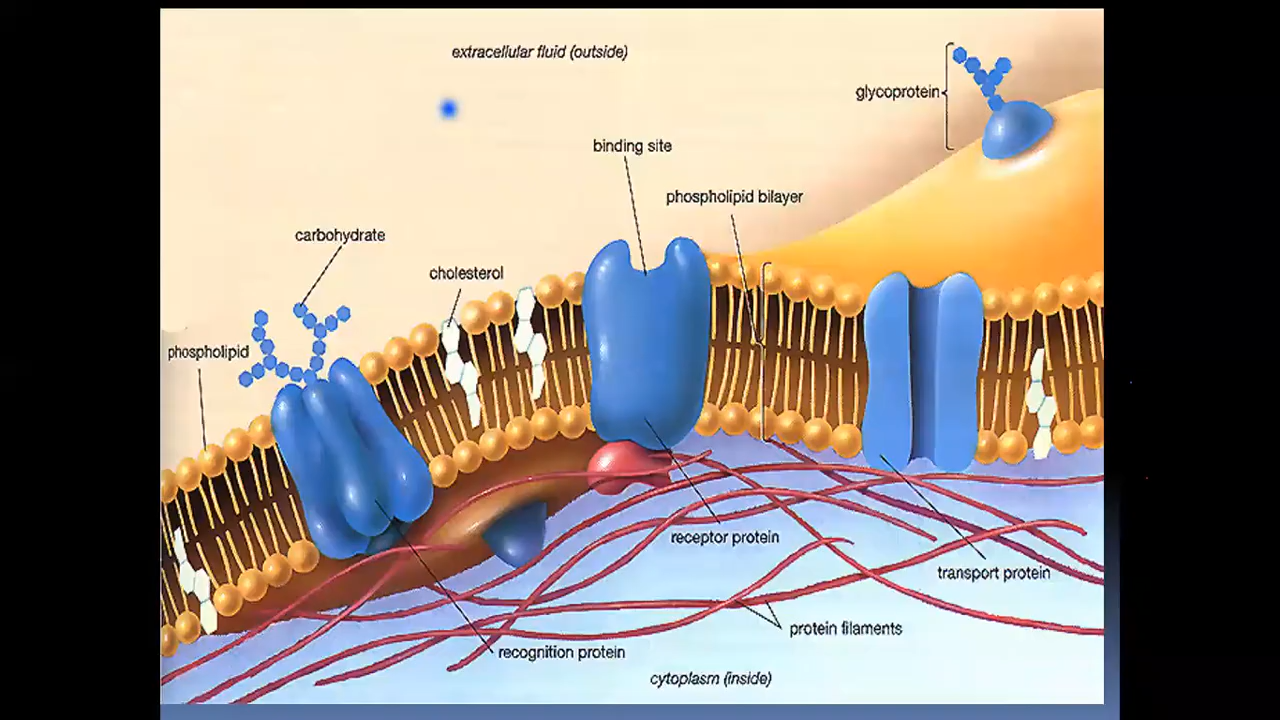 extracellular fluid (outside)
glycoprotein
binding site
phospholipid bilayer
carbohydrate
cholesterol
phospholipid
receptor protein
transport protein
protein filaments
recognition protein
cytoplasm (inside)